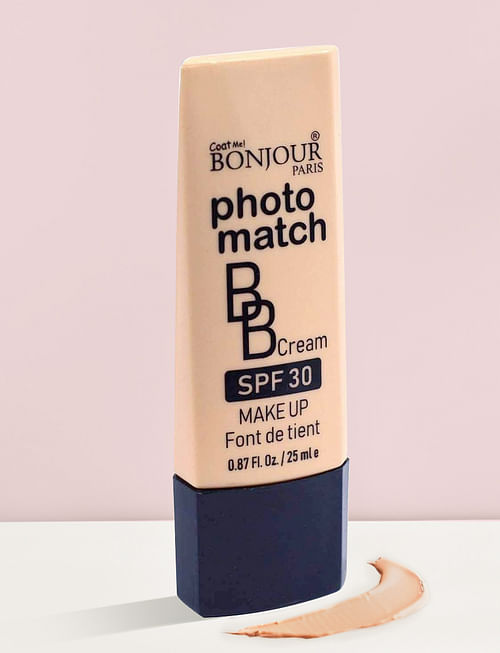 Coat Me!
BONJOUR®
PARIS
photo
match
BB Cream
SPF 30
MAKE UP
Font de tient
0.87 Fl. Oz. / 25 ml e